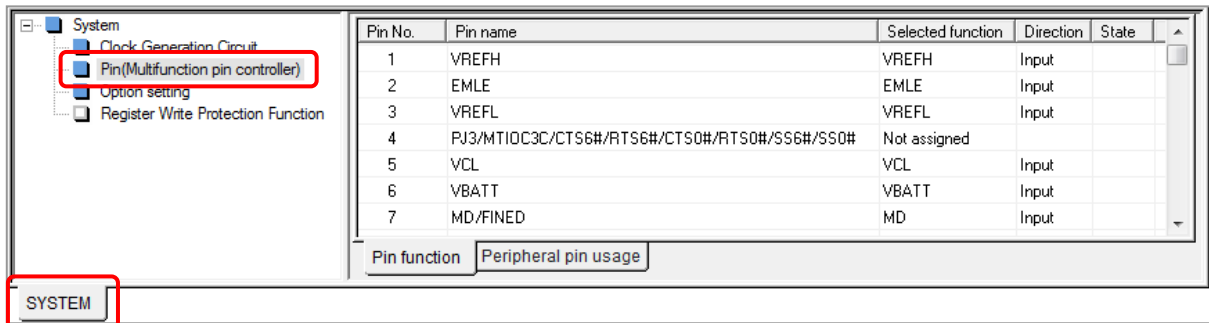 System
Clock Generation Circuit
Pin(Multifunction pin controller)
Option setting
Register Write Protection Function
Pin No. Pin name Selected function Direction State
1 VREFH VREFH Input
2 EMLE EMLE Input
3 VREFL VREFL Input
4 PJ3/MTIOC3C/CTS6#/RTS6#/CTS0#/RTS0#/SS6#/SS0# Not assigned
5 VCL VCL Input
6 VBATT VBATT Input
7 MD/FINED MD Input
Pin function Peripheral pin usage
SYSTEM